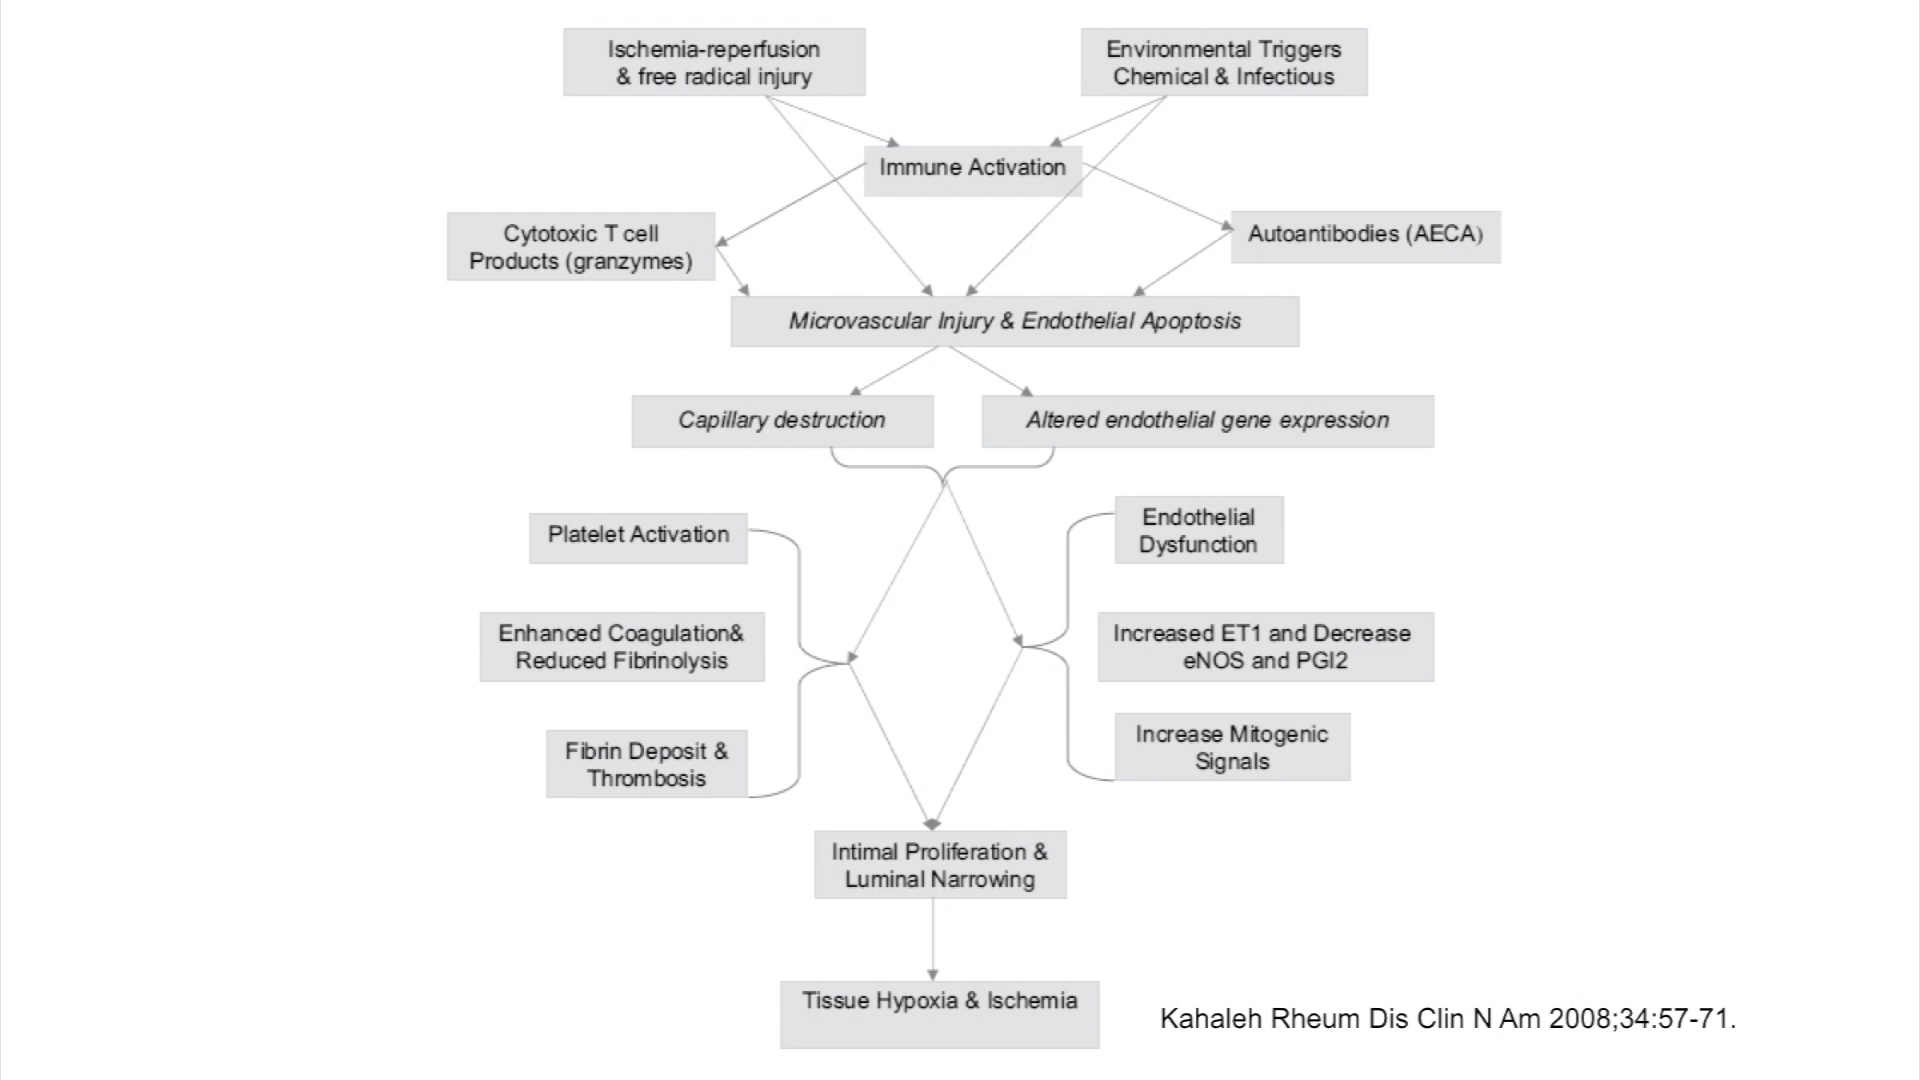 Ischemia-reperfusion
& free radical injury
Environmental Triggers
Chemical & Infectious
Immune Activation
Cytotoxic T cell
Products (granzymes)
Autoantibodies (AECA)
Microvascular Injury & Endothelial Apoptosis
Capillary destruction
Altered endothelial gene expression
Platelet Activation
Endothelial
Dysfunction
Enhanced Coagulation&
Reduced Fibrinolysis
Increased ET1 and Decrease
eNOS and PGI2
Fibrin Deposit &
Thrombosis
Increase Mitogenic
Signals
Intimal Proliferation &
Luminal Narrowing
Tissue Hypoxia & Ischemia
Kahaleh Rheum Dis Clin N Am 2008;34:57-71.